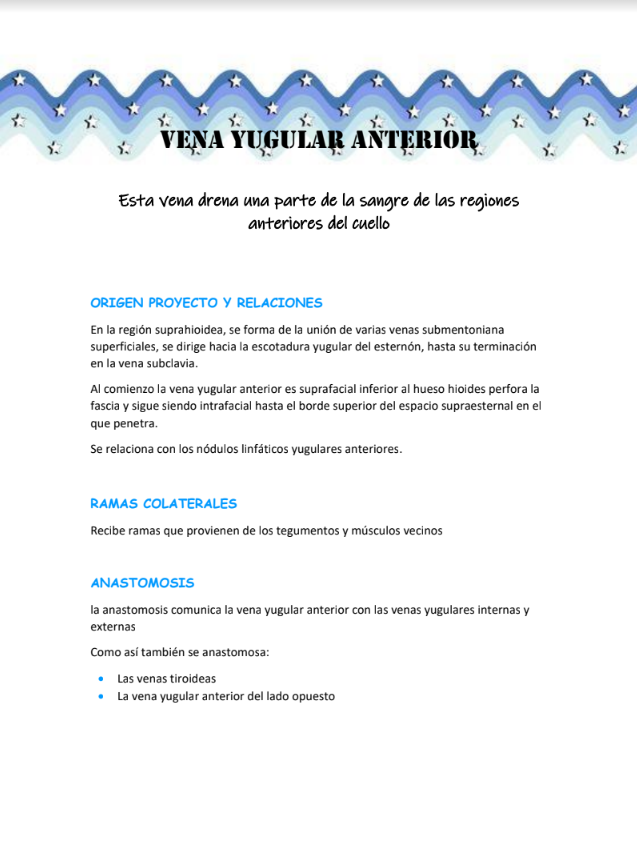 VENA YUGULAR ANTERIOR
Esta vena drena una parte de la sangre de las regiones
anteriores del cuello
ORIGEN PROYECTO Y RELACIONES
En la región suprahioidea, se forma de la unión de varias venas submentoniana
superficiales, se dirige hacia la escotadura yugular del esternón, hasta su terminación
en la vena subclavia.
Al comienzo la vena yugular anterior es suprafacial inferior al hueso hioides perfora la
fascia y sigue siendo intrafacial hasta el borde superior del espacio supraesternal en el
que penetra.
Se relaciona con los nódulos linfáticos yugulares anteriores.
RAMAS COLATERALES
Recibe ramas que provienen de los tegumentos y músculos vecinos
ANASTOMOSIS
la anastomosis comunica la vena yugular anterior con las venas yugulares internas y
externas
Como así también se anastomosa:
• Las venas tiroideas
• La vena yugular anterior del lado opuesto